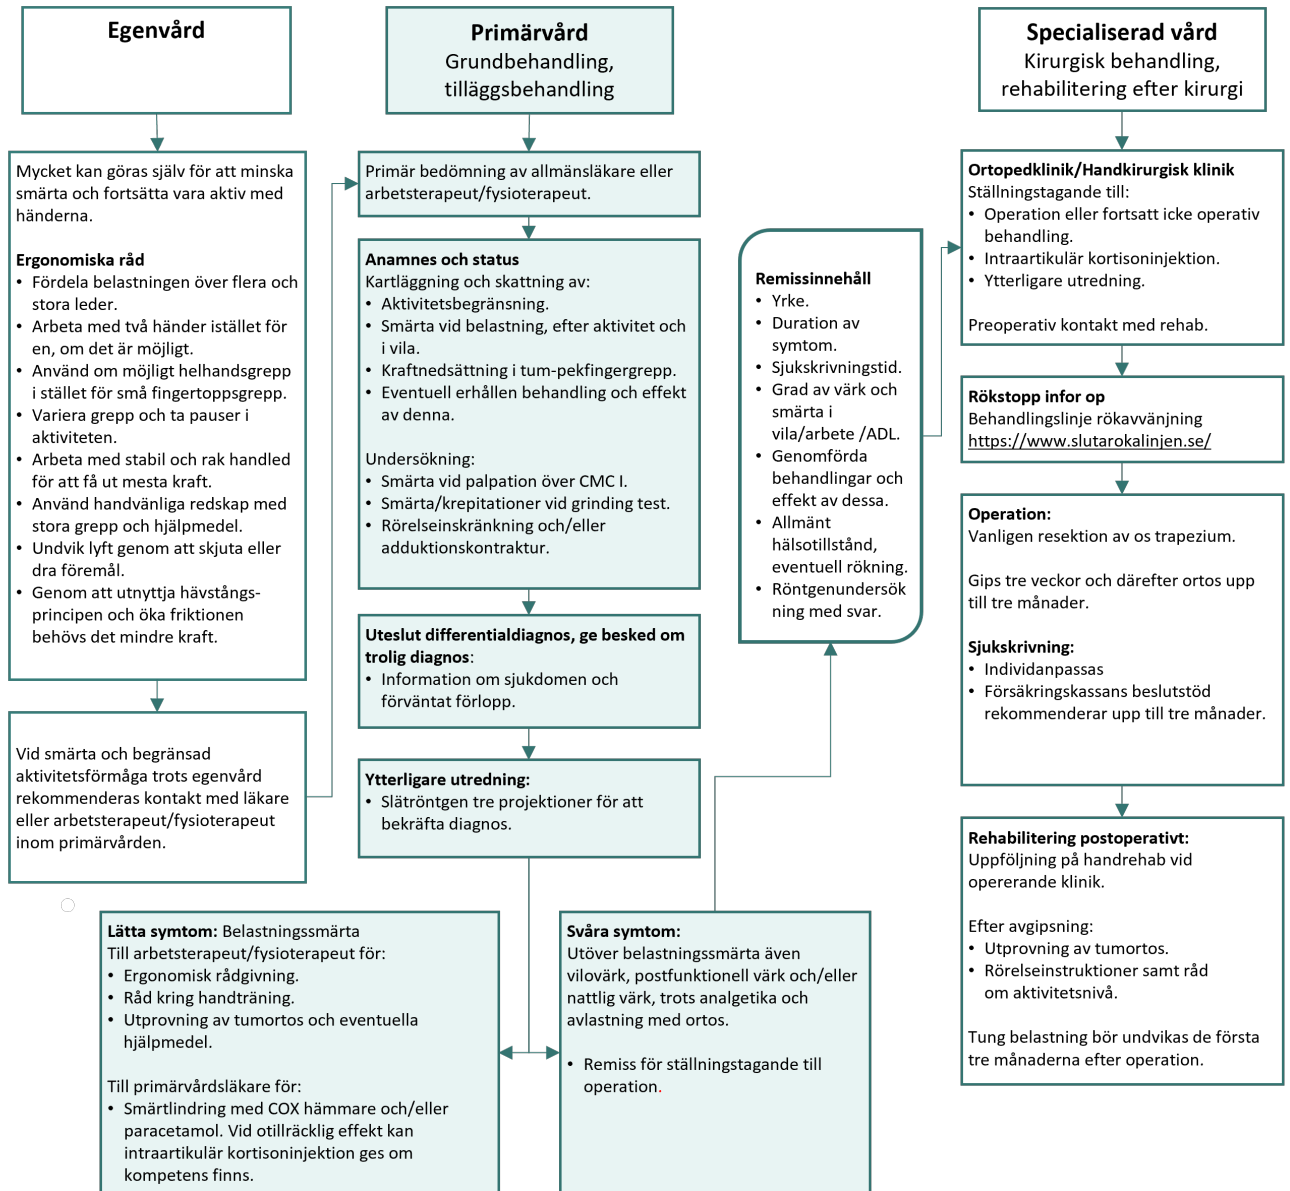 Egenvård
Mycket kan göras själv för att minska
smärta och fortsätta vara aktiv med
händerna.
Ergonomiska råd
• Fördela belastningen över flera och
stora leder.
• Arbeta med två händer istället för
en, om det är möjligt.
• Använd om möjligt helhandsgrepp
i stället för små fingertoppsgrepp.
• Variera grepp och ta pauser i
aktiviteten.
• Arbeta med stabil och rak handled
för att få ut mesta kraft.
• Använd handvänliga redskap med
stora grepp och hjälpmedel.
• Undvik lyft genom att skjuta eller
dra föremål.
• Genom att utnyttja hävstångs-
principen och öka friktionen
behövs det mindre kraft.
Vid smärta och begränsad
aktivitetsförmåga trots egenvård
rekommenderas kontakt med läkare
eller arbetsterapeut/fysioterapeut
inom primärvården.
Primärvård
Grundbehandling,
tilläggsbehandling
Primär bedömning av allmänsläkare eller
arbetsterapeut/fysioterapeut.
Anamnes och status
Kartläggning och skattning av:
• Aktivitetsbegränsning.
• Smärta vid belastning, efter aktivitet och
i vila.
• Kraftnedsättning i tum-pekfingergrepp.
• Eventuell erhållen behandling och effekt
av denna.
Undersökning:
• Smärta vid palpation över CMC I.
• Smärta/krepitationer vid grinding test.
• Rörelseinskränkning och/eller
adduktionskontraktur.
Uteslut differentialdiagnos, ge besked om
trolig diagnos:
• Information om sjukdomen och
förväntat förlopp.
Ytterligare utredning:
• Slätröntgen tre projektioner för att
bekräfta diagnos.
Lätta symtom: Belastningssmärta
Till arbetsterapeut/fysioterapeut för:
• Ergonomisk rådgivning.
• Råd kring handträning.
• Utprovning av tumortos och eventuella
hjälpmedel.
Till primärvårdsläkare för:
• Smärtlindring med COX hämmare och/eller
paracetamol. Vid otillräcklig effekt kan
intraartikulär kortisoninjektion ges om
kompetens finns.
Svåra symtom:
Utöver belastningssmärta även
vilovärk, postfunktionell värk och/eller
nattlig värk, trots analgetika och
avlastning med ortos.
• Remiss för ställningstagande till
operation.
Remissinnehåll
• Yrke.
• Duration av
symtom.
• Sjukskrivningstid.
• Grad av värk och
smärta i
vila/arbete /ADL.
• Genomförda
behandlingar och
effekt av dessa.
• Allmänt
hälsotillstånd,
eventuell rökning.
• Röntgenundersök
ning med svar.
Specialiserad vård
Kirurgisk behandling,
rehabilitering efter kirurgi
Ortopedklinik/Handkirurgisk klinik
Ställningstagande till:
• Operation eller fortsatt icke operativ
behandling.
• Intraartikulär kortisoninjektion.
• Ytterligare utredning.
Preoperativ kontakt med rehab.
Rökstopp infor op
Behandlingslinje rökavvänjning
https://www.slutarokalinjen.se/
Operation:
Vanligen resektion av os trapezium.
Gips tre veckor och därefter ortos upp
till tre månader.
Sjukskrivning:
• Individanpassas
• Försäkringskassans beslutstöd
rekommenderar upp till tre månader.
Rehabilitering postoperativt:
Uppföljning på handrehab vid
opererande klinik.
Efter avgipsning:
• Utprovning av tumortos.
• Rörelseinstruktioner samt råd
om aktivitetsnivå.
Tung belastning bör undvikas de första
tre månaderna efter operation.